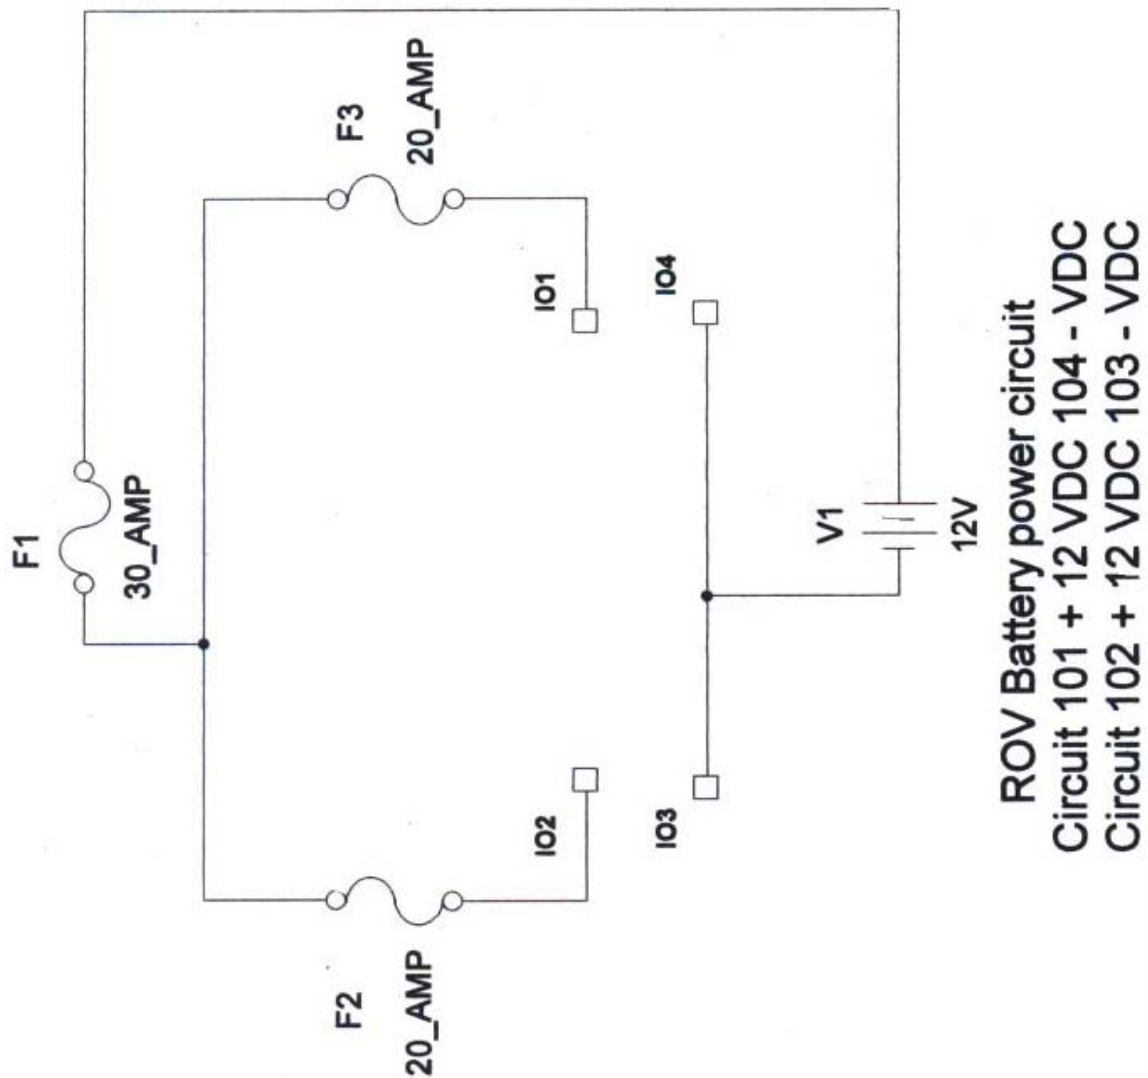 F1
30_AMP
F2
F3
20_AMP
20_AMP
IO2
IO1
IO3
IO4
V1
12V
ROV Battery power circuit
Circuit 101 + 12 VDC 104 - VDC
Circuit 102 + 12 VDC 103 - VDC